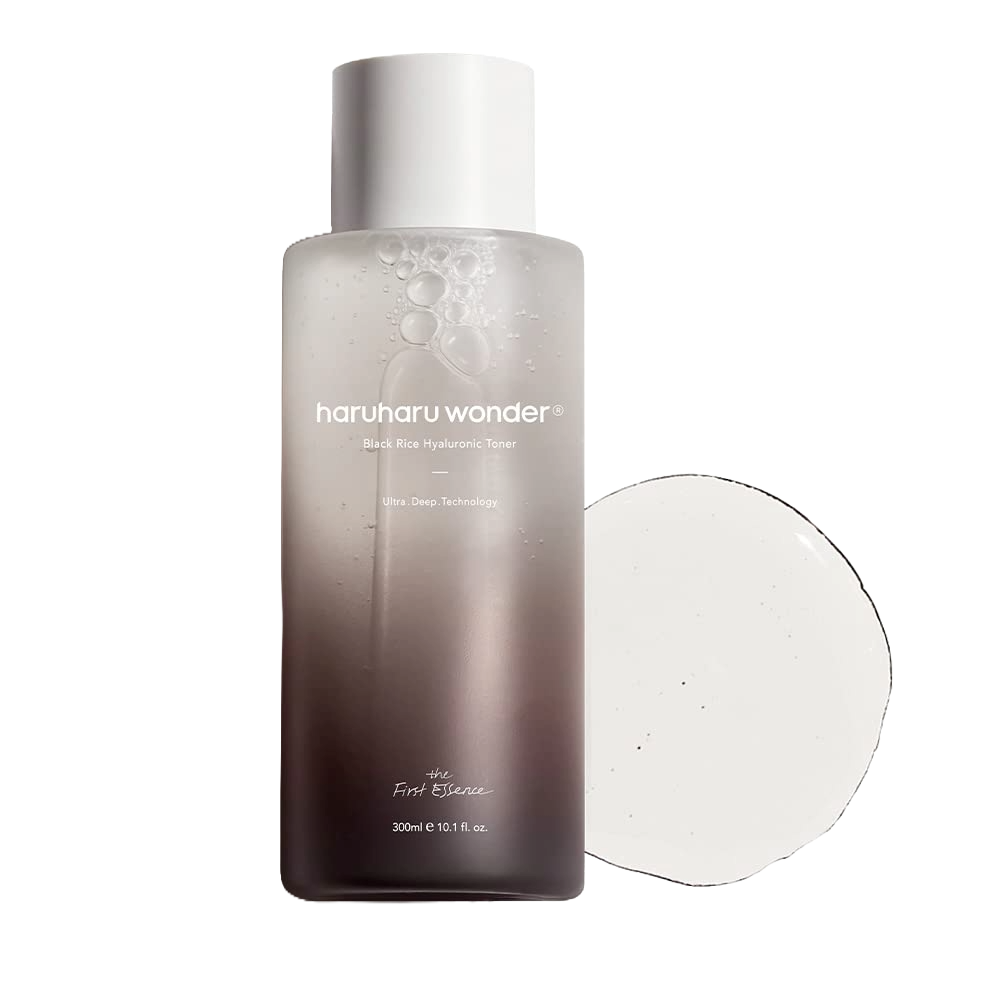 haruharu wonder®
Black Rice Hyaluronic Toner
Ultra.Deep.Technology
the
First Essence
300ml ℮ 10.1 fl. oz.